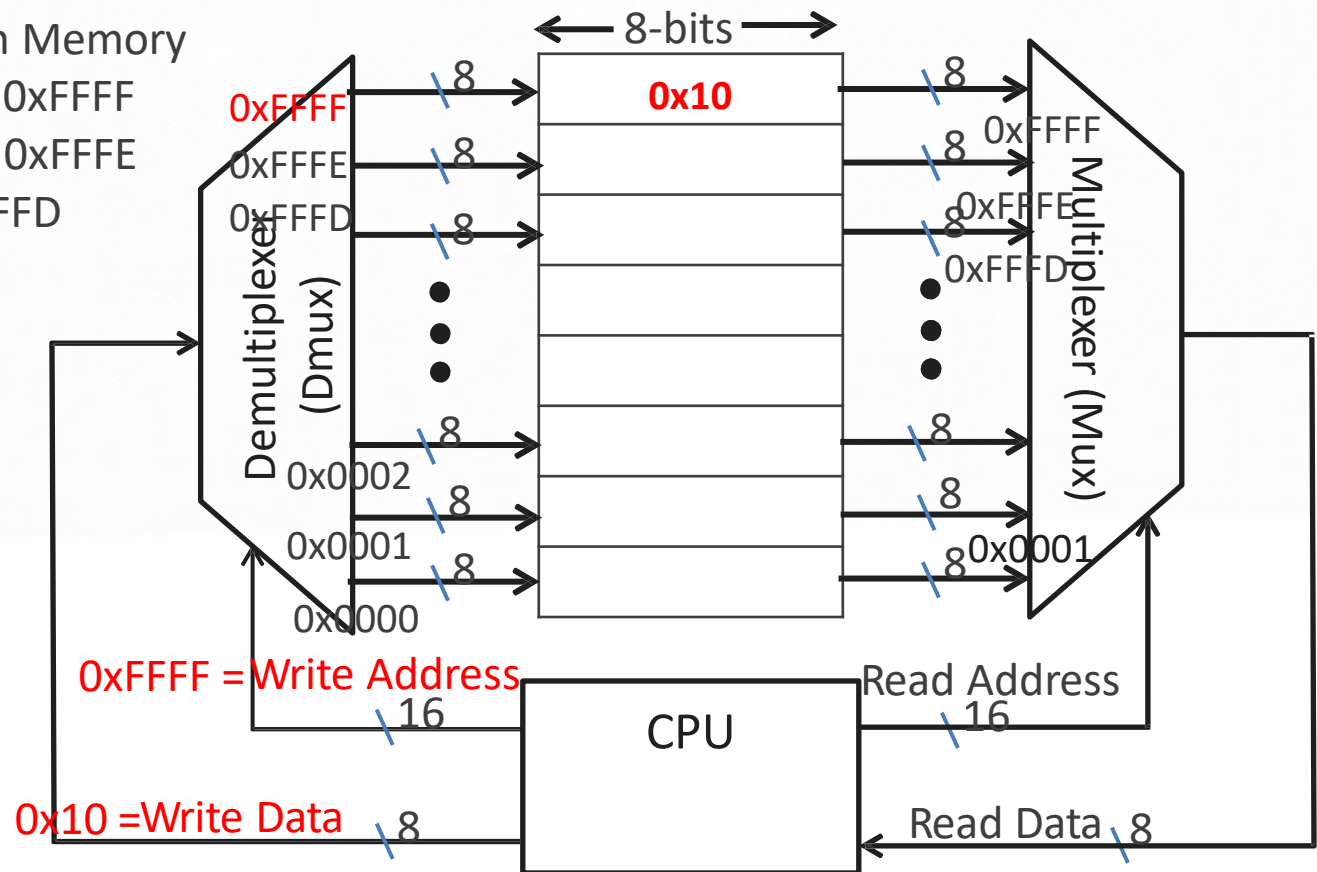 n Memory
0xFFFF
0xFFFE
FFD
8-bits
0xFFFF
8
0x10
8
0xFFFF
0xFFFE
8
8
0xFFFE
0xFFFD
8
8
0xFFFD
Demultiplexer
(Dmux)
Multiplexer (Mux)
8
8
0x0002
8
8
0x0001
8
8
0x0001
0x0000
0xFFFF = Write Address
16
CPU
Read Address
16
0x10 =Write Data
8
Read Data
8